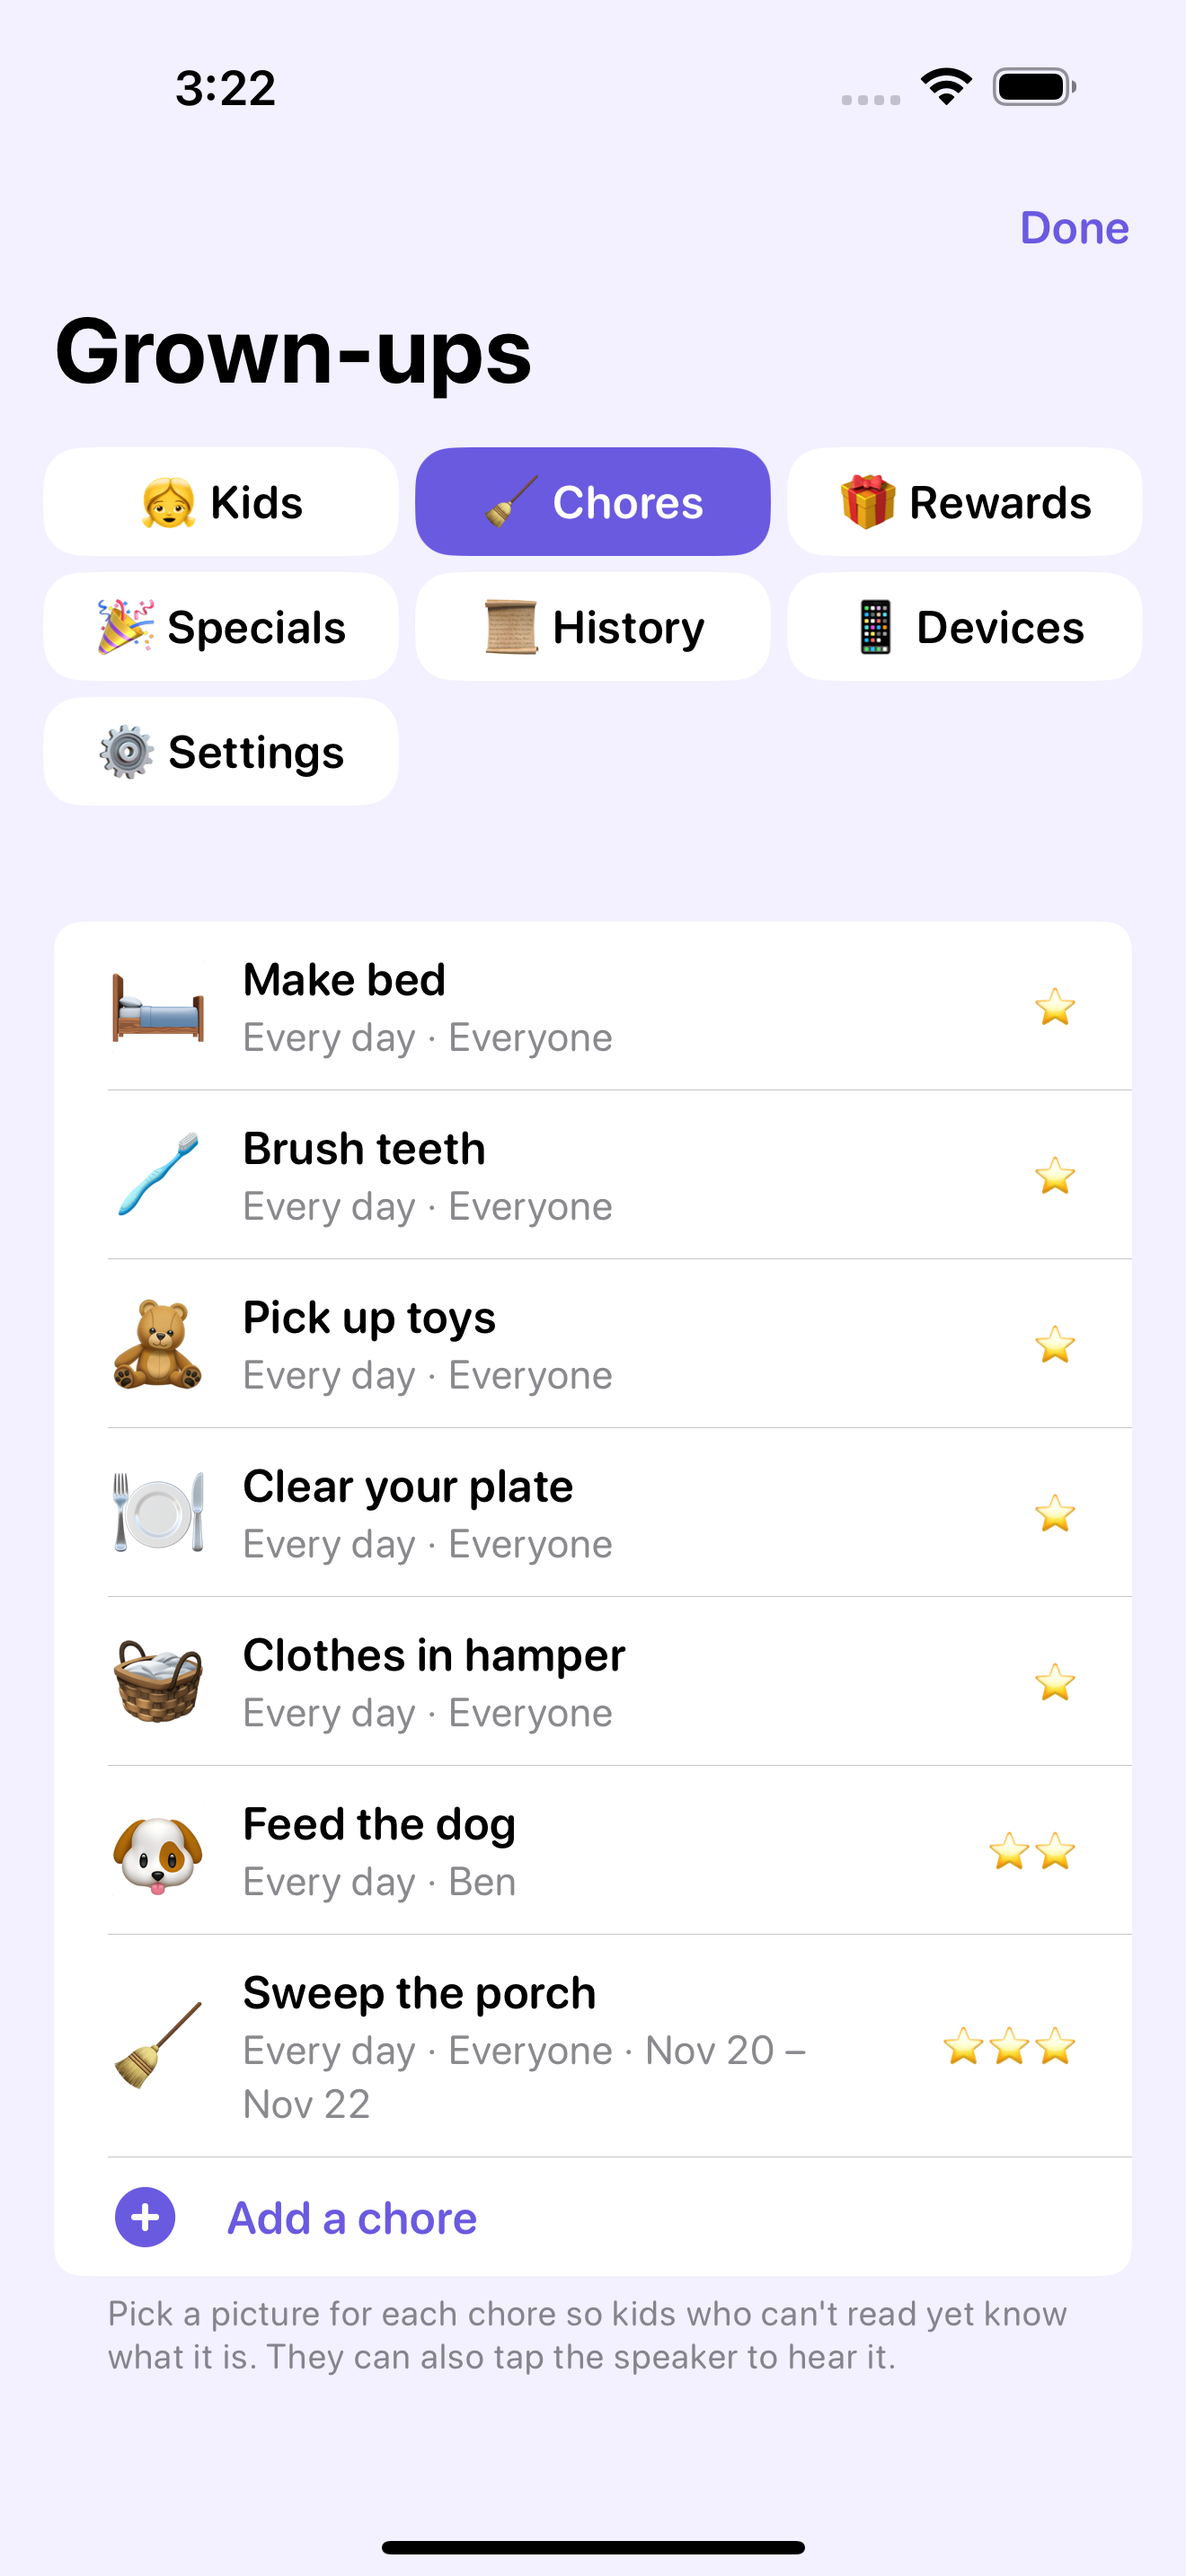 3:22
Done
Grown-ups
Kids
Chores
Rewards
Specials
History
Devices
Settings
Make bed
Every day · Everyone
Brush teeth
Every day · Everyone
Pick up toys
Every day · Everyone
Clear your plate
Every day · Everyone
Clothes in hamper
Every day · Everyone
Feed the dog
Every day · Ben
Sweep the porch
Every day · Everyone · Nov 20 –
Nov 22
Add a chore
Pick a picture for each chore so kids who can't read yet know
what it is. They can also tap the speaker to hear it.